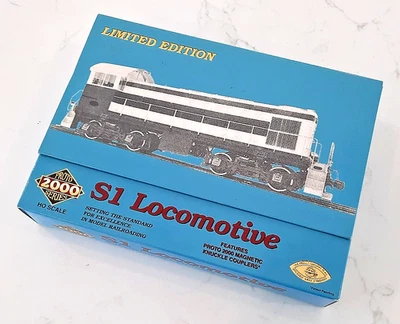 LIMITED EDITION
PROTO
2000
SERIES
HO SCALE
S1 Locomotive
SETTING THE STANDARD
FOR EXCELLENCE
IN MODEL RAILROADING
FEATURES
PROTO 2000 MAGNETIC
KNUCKLE COUPLERS*